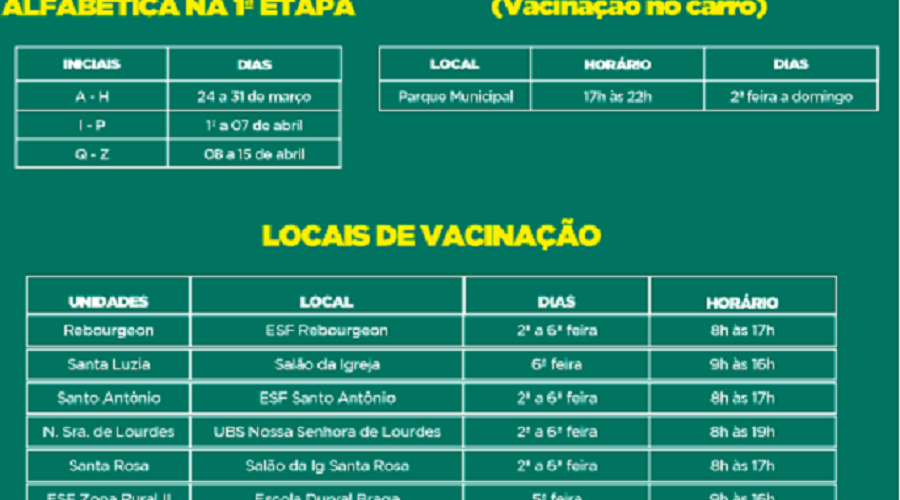 ALFABÉTICA NA 1ª ETAPA
(Vacinação no carro)
INICIAIS DIAS
A - H 24 a 31 de março
I - P 1º a 07 de abril
Q - Z 08 a 15 de abril
LOCAL HORÁRIO DIAS
Parque Municipal 17h às 22h 2ª feira a domingo
LOCAIS DE VACINAÇÃO
UNIDADES LOCAL DIAS HORÁRIO
Rebourgeon ESF Rebourgeon 2ª a 6ª feira 8h às 17h
Santa Luzia Salão da Igreja 6ª feira 9h às 16h
Santo Antônio ESF Santo Antônio 2ª a 6ª feira 8h às 17h
N. Sra. de Lourdes UBS Nossa Senhora de Lourdes 2ª a 6ª feira 8h às 19h
Santa Rosa Salão da Ig Santa Rosa 2ª a 6ª feira 8h às 17h
ESF Zona Rural II Escola Durval Braga 5ª feira 9h às 16h